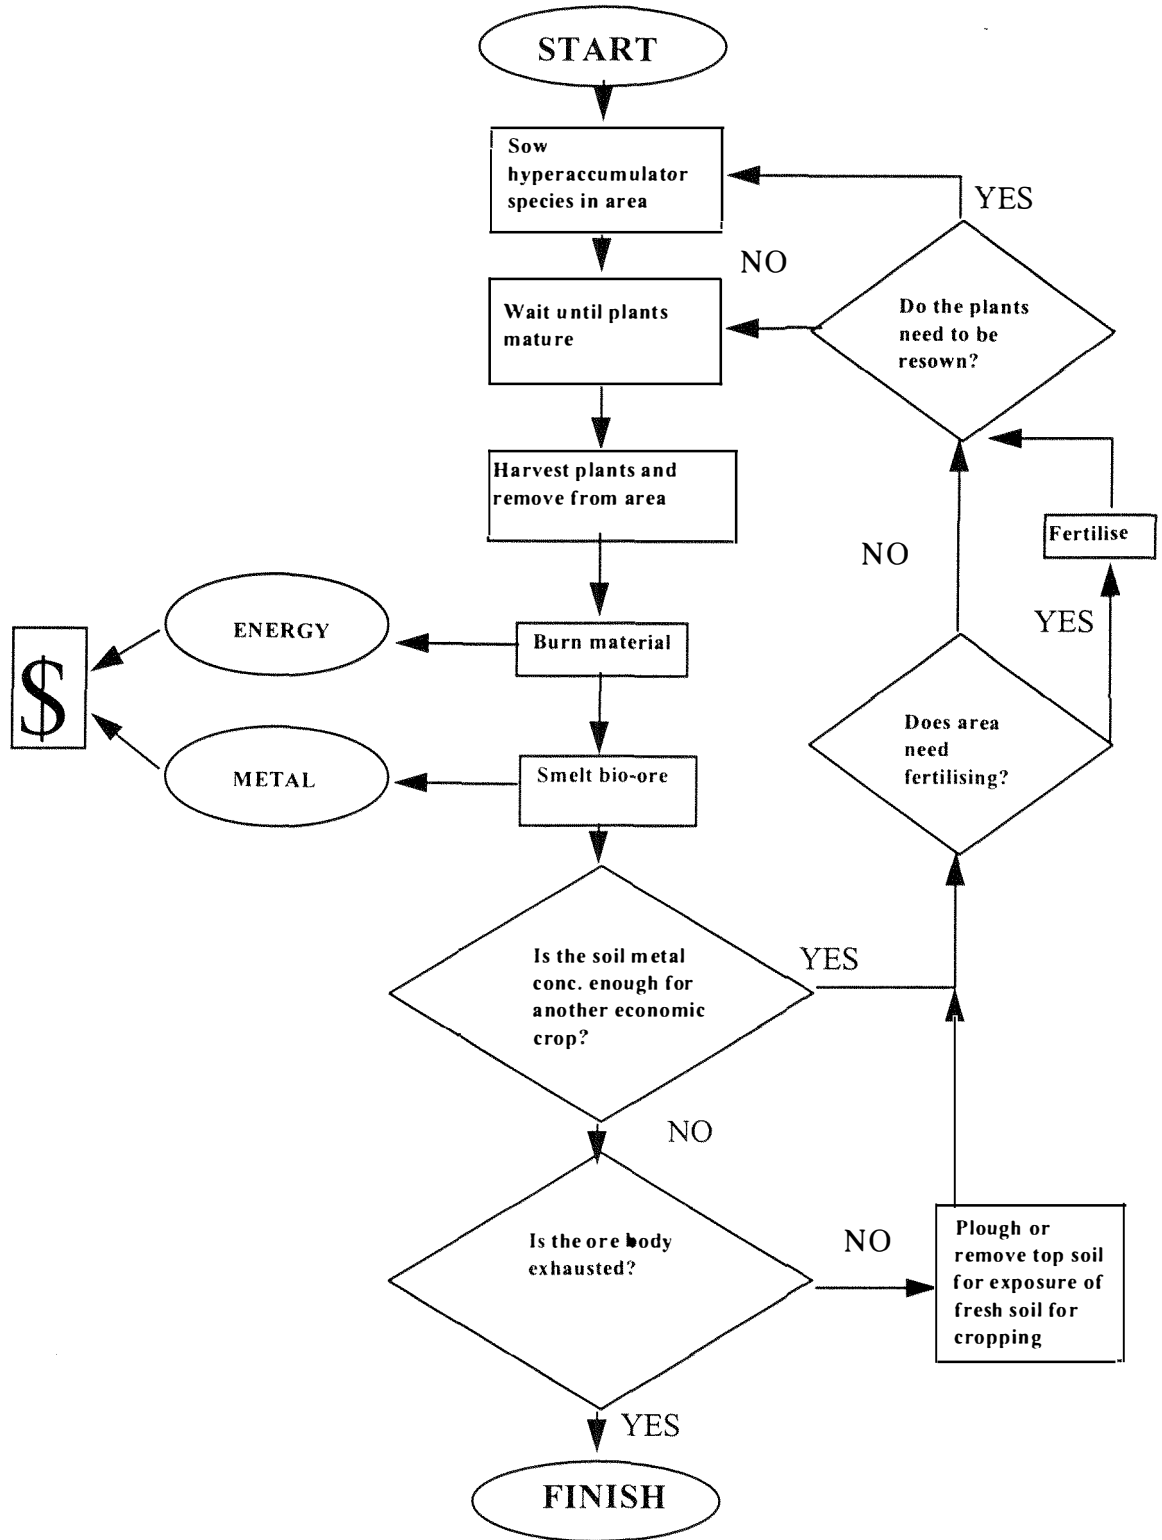 START
Sow
hyperaccumulator
species in area
YES
NO
Wait until plants
mature
Do the plants
need to be
resown?
Harvest plants and
remove from area
Fertilise
NO
YES
ENERGY
Burn material
$
Does area
need
fertilising?
METAL
Smelt bio-ore
Is the soil metal
conc. enough for
another economic
crop?
YES
NO
Is the ore body
exhausted?
NO
Plough or
remove top soil
for exposure of
fresh soil for
cropping
YES
FINISH